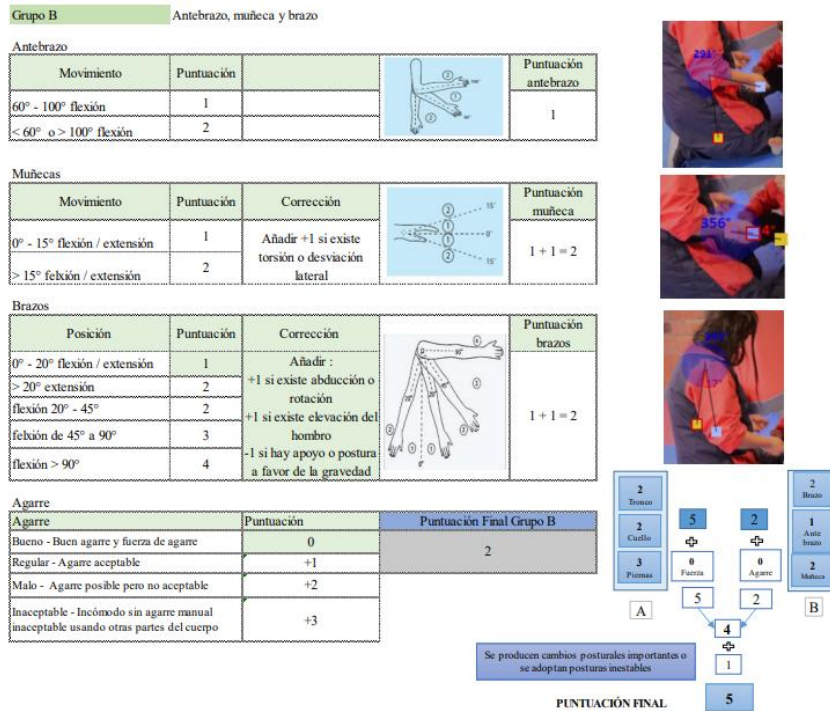 Grupo B Antebrazo, muñeca y brazo
Antebrazo
Movimiento Puntuación Puntuación antebrazo
60° - 100° flexión 1 1
< 60° o > 100° flexión 2
Muñecas
Movimiento Puntuación Corrección Puntuación muñeca
0° - 15° flexión / extensión 1 Añadir +1 si existe torsión o desviación lateral 1 + 1 = 2
> 15° felxión / extensión 2
15°
0°
15°
Brazos
Posición Puntuación Corrección Puntuación brazos
0° - 20° flexión / extensión 1 Añadir :
> 20° extensión 2 +1 si existe abducción o rotación
flexión 20° - 45° 2 +1 si existe elevación del hombro
felxión de 45° a 90° 3 -1 si hay apoyo o postura a favor de la gravedad
flexión > 90° 4
1 + 1 = 2
Agarre
Agarre Puntuación Puntuación Final Grupo B
Bueno - Buen agarre y fuerza de agarre 0 2
Regular - Agarre aceptable +1
Malo - Agarre posible pero no aceptable +2
Inaceptable - Incómodo sin agarre manual
inaceptable usando otras partes del cuerpo
+3
291°
356°
4°
2 Tronco
2 Cuello
3 Piernas
A
5
0 Fuerza
5
2
0 Agarre
2
2 Brazo
1 Ante brazo
2 Muñeca
B
4
1
Se producen cambios posturales importantes o
se adoptan posturas inestables
PUNTUACIÓN FINAL 5